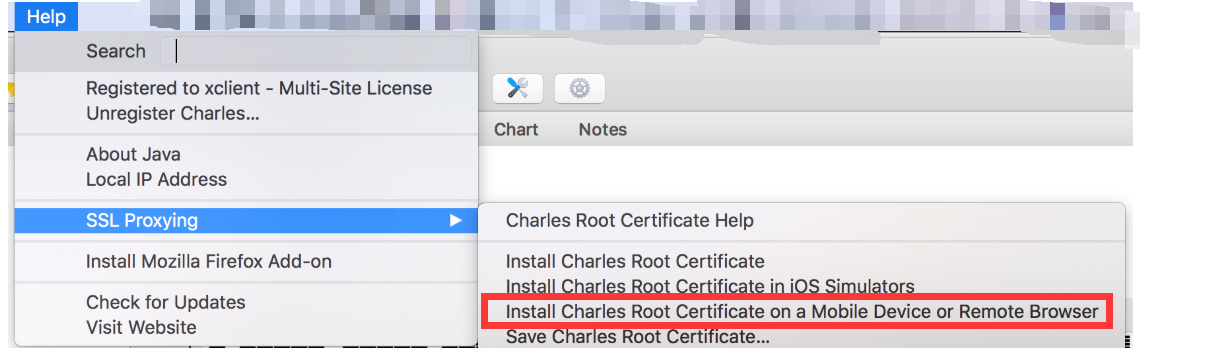 Help
Search
Registered to xclient - Multi-Site License
Unregister Charles...
Chart Notes
About Java
Local IP Address
SSL Proxying
Charles Root Certificate Help
Install Mozilla Firefox Add-on
Install Charles Root Certificate
Install Charles Root Certificate in iOS Simulators
Check for Updates
Install Charles Root Certificate on a Mobile Device or Remote Browser
Visit Website
Save Charles Root Certificate...